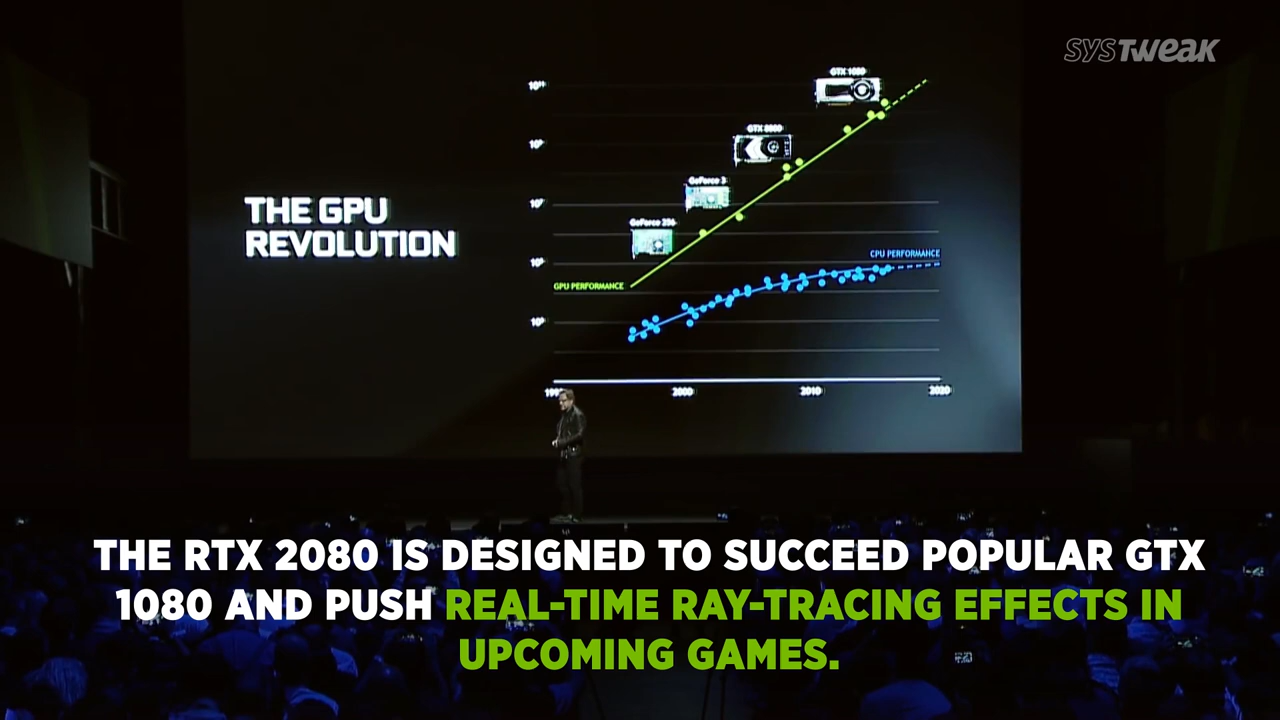 SYSTWEAK
GTX 1080
GTX 8800
GeForce 3
THE GPU
REVOLUTION
GeForce 256
CPU PERFORMANCE
GPU PERFORMANCE
2000
2010
2020
THE RTX 2080 IS DESIGNED TO SUCCEED POPULAR GTX
1080 AND PUSH REAL-TIME RAY-TRACING EFFECTS IN
UPCOMING GAMES.